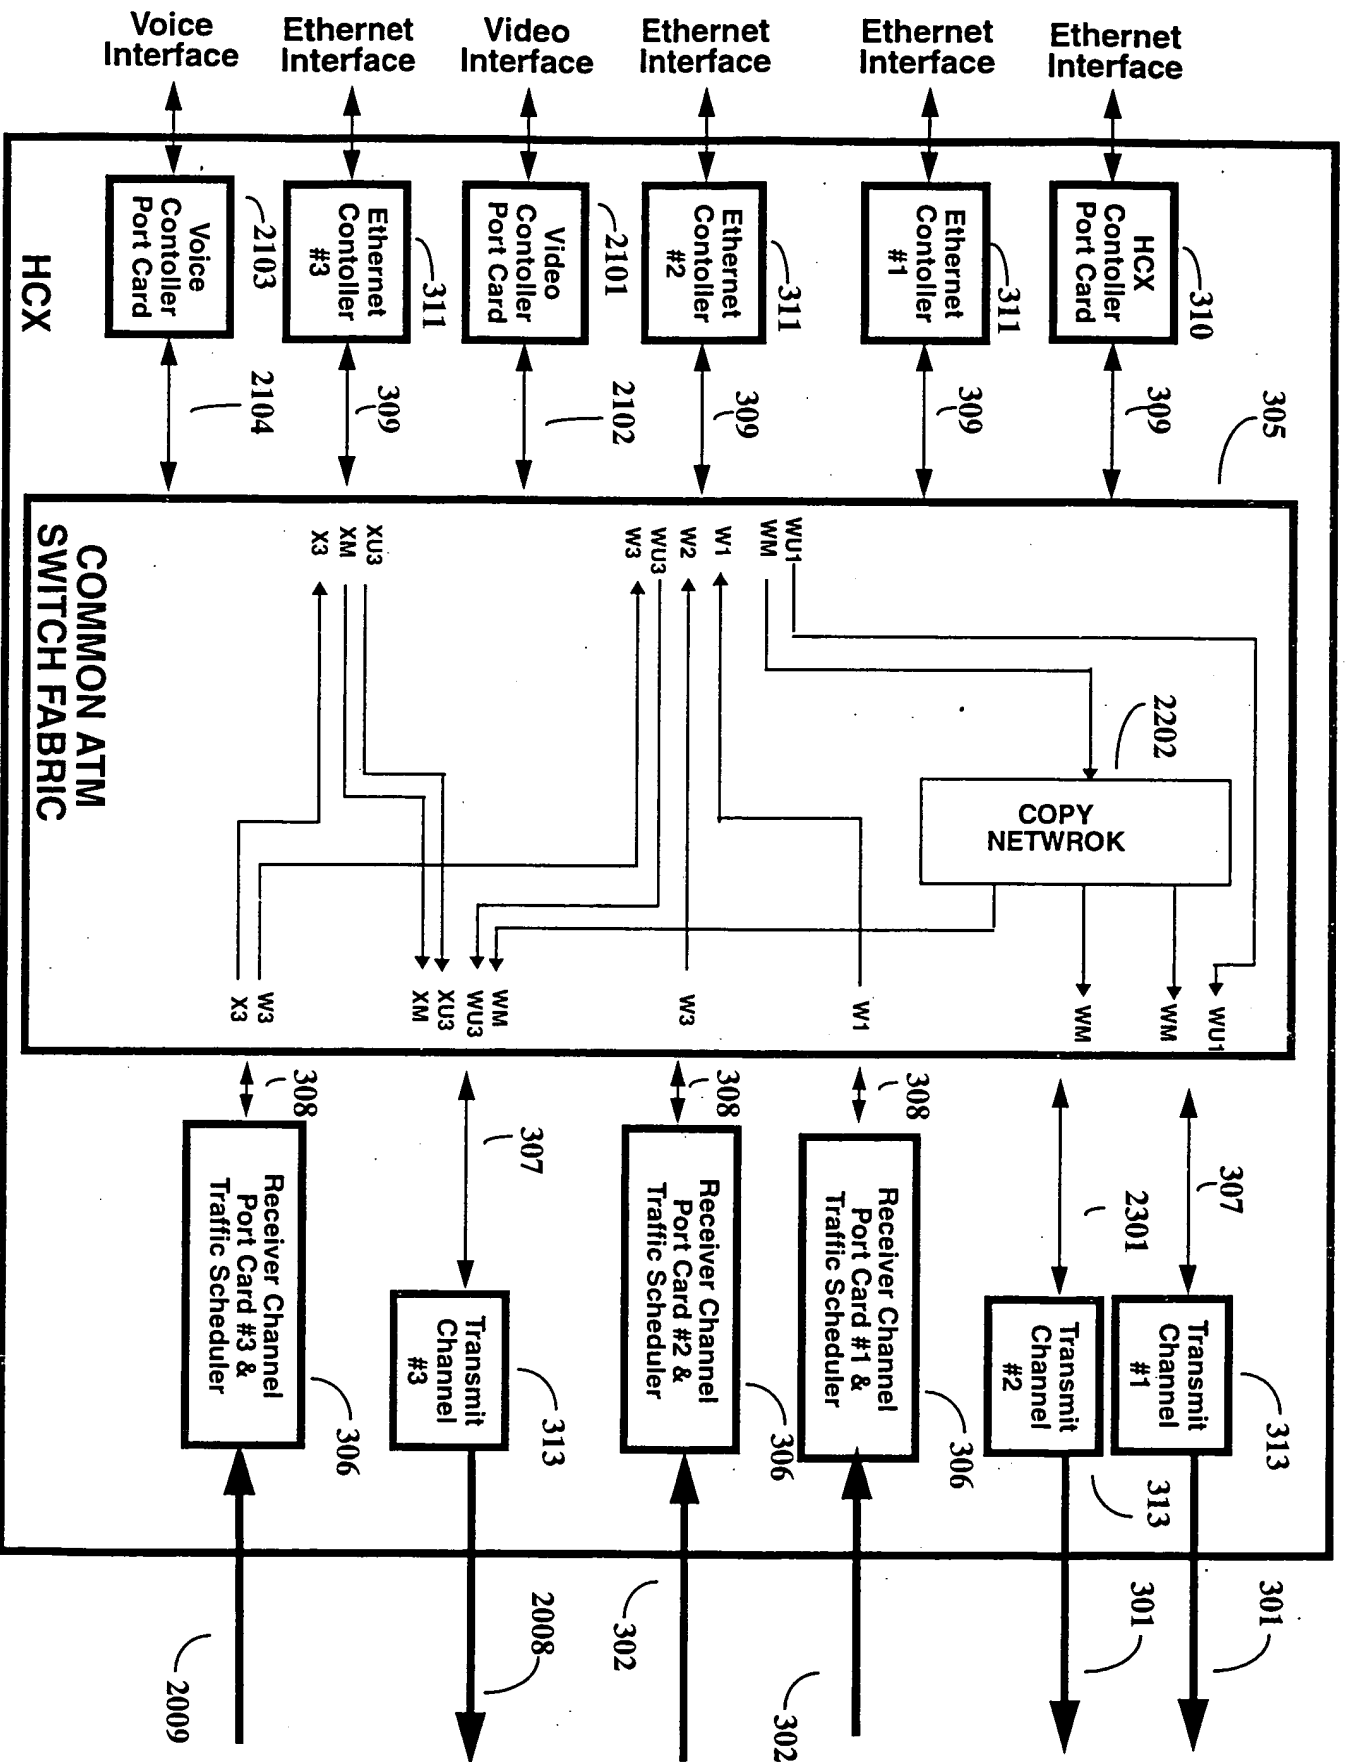 Voice
Interface
Ethernet
Interface
Video
Interface
Ethernet
Interface
Ethernet
Interface
Ethernet
Interface
HCX
Contoller
Port Card
310
Ethernet
Contoller
#1
311
Ethernet
Contoller
#2
311
Video
Contoller
Port Card
2101
Ethernet
Contoller
#3
311
Voice
Contoller
Port Card
2103
HCX
305
309
309
309
2102
309
2104
COMMON ATM
SWITCH FABRIC
WU1
WM
W1
W2
WU3
W3
XU3
XM
X3
2202
COPY
NETWROK
WU1
WM
WM
W1
W3
WM
WU3
XU3
XM
W3
X3
307
2301
308
308
307
308
Transmit
Channel
#1
313
Transmit
Channel
#2
313
Receiver Channel
Port Card #1 &
Traffic Scheduler
306
Receiver Channel
Port Card #2 &
Traffic Scheduler
306
Transmit
Channel
#3
313
Receiver Channel
Port Card #3 &
Traffic Scheduler
306
301
301
302
302
2008
2009